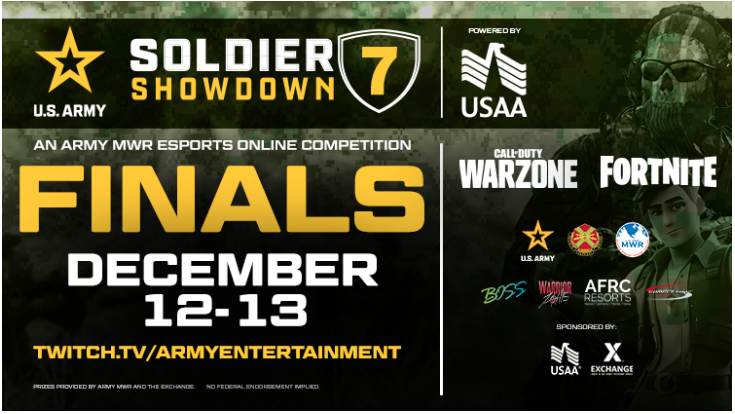 U.S. ARMY
SOLDIER
SHOWDOWN
7
POWERED BY
USAA
AN ARMY MWR ESPORTS ONLINE COMPETITION
FINALS
DECEMBER
12-13
TWITCH.TV/ARMYENTERTAINMENT
PRIZES PROVIDED BY ARMY MWR AND THE EXCHANGE. NO FEDERAL ENDORSEMENT IMPLIED.
CALL OF DUTY
WARZONE
FORTNITE
U.S. ARMY
MWR
BOSS
WARRIOR
ZONE
AFRC
RESORTS
SPONSORED BY:
USAA
X
EXCHANGE